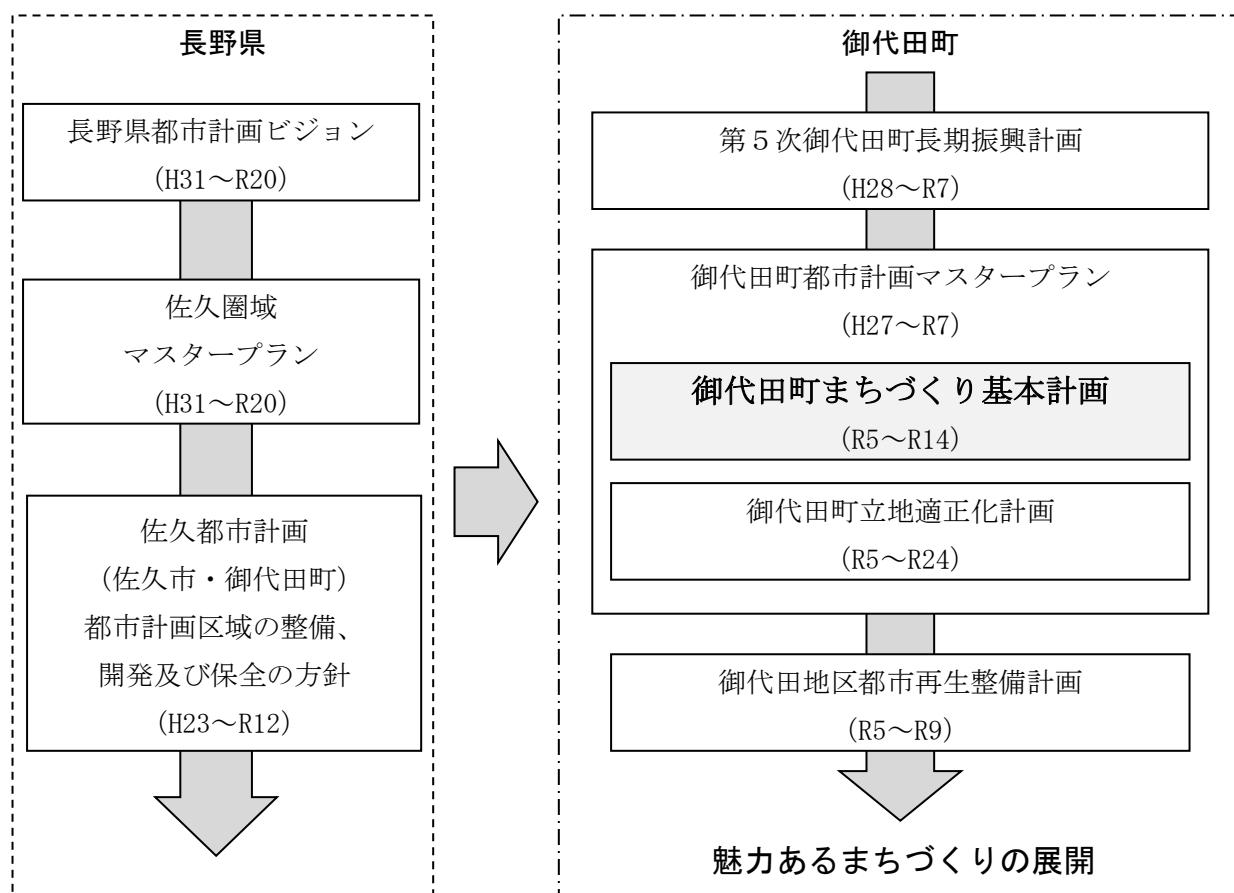 長野県
長野県都市計画ビジョン
(H31～R20)
佐久圏域
マスタープラン
(H31～R20)
佐久都市計画
(佐久市・御代田町)
都市計画区域の整備、
開発及び保全の方針
(H23～R12)
御代田町
第５次御代田町長期振興計画
(H28～R7)
御代田町都市計画マスタープラン
(H27～R7)
御代田町まちづくり基本計画
(R5～R14)
御代田町立地適正化計画
(R5～R24)
御代田地区都市再生整備計画
(R5～R9)
魅力あるまちづくりの展開